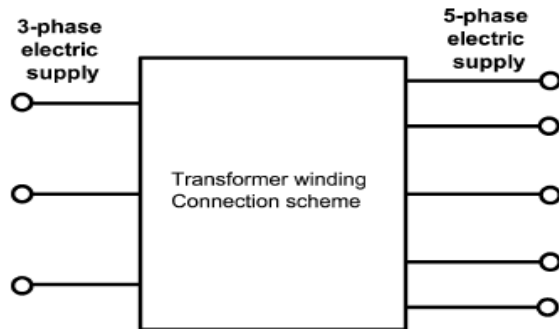 3-phase
electric
supply
5-phase
electric
supply
Transformer winding
Connection scheme